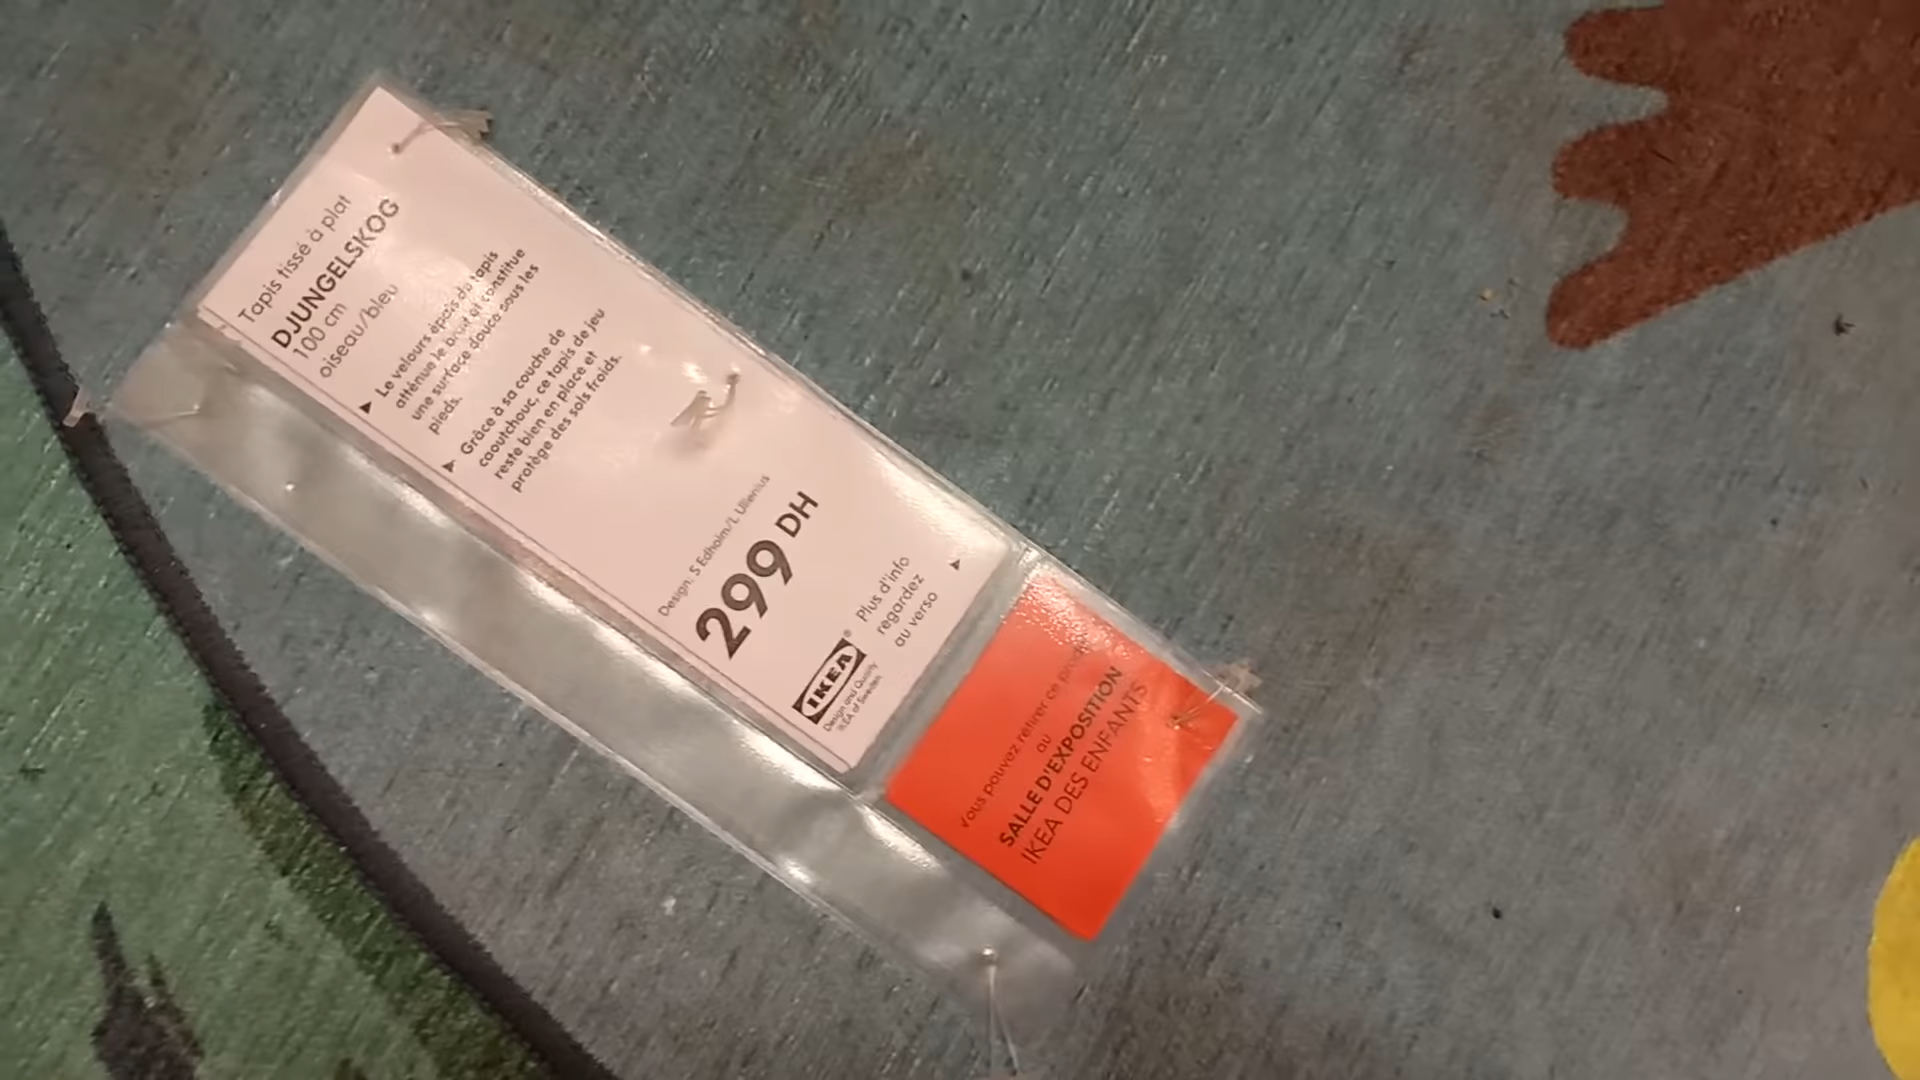 Tapis tissé à plat
DJUNGELSKOG
100 cm
oiseau/bleu
▶ Le velours épais du tapis
atténue le bruit et constitue
une surface douce sous les
pieds.
▶ Grâce à sa couche de
caoutchouc, ce tapis de jeu
reste bien en place et
protège des sols froids.
Design: S Edholm/L Ullenius
299 DH
IKEA®
Design and Quality
IKEA of Sweden
Plus d'info
regardez
au verso
Vous pouvez retirer ce
au
SALLE D'EXPOSITION
IKEA DES ENFANTS